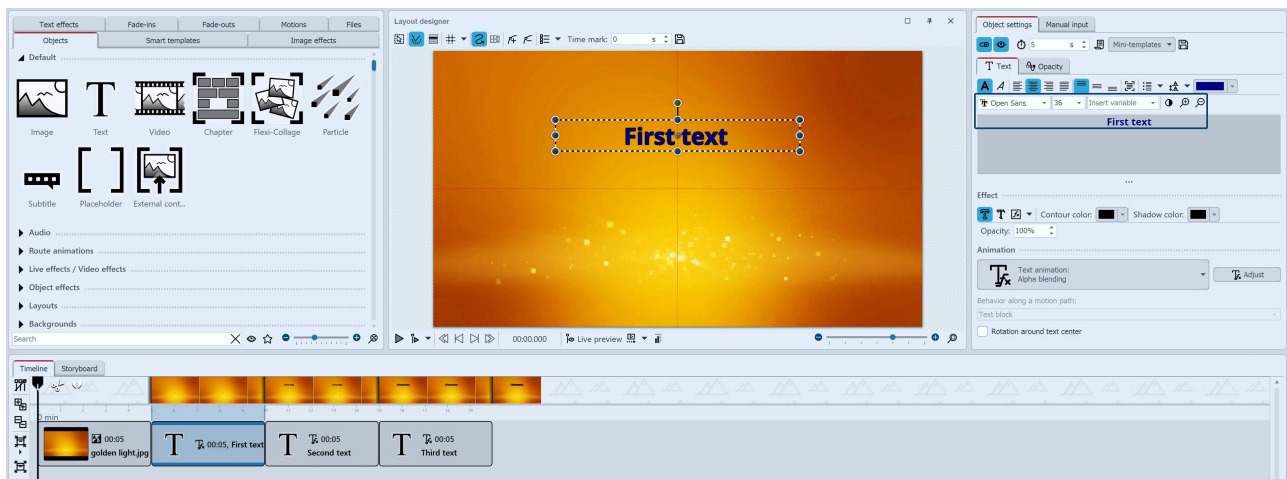 Text effects Fade-ins Fade-outs Motions Files
Objects Smart templates Image effects
Default
Image Text Video Chapter Flexi-Collage Particle
Subtitle Placeholder External cont...
Audio
Route animations
Live effects / Video effects
Object effects
Layouts
Backgrounds
Search
Layout designer
Time mark: 0 s
First text
00:00.000 Live preview
Object settings Manual input
5 s Mini-templates
T Text Opacity
Open Sans 36 Insert variable
First text
...
Effect
Contour color: Shadow color:
Opacity: 100%
Animation
Text animation:
Alpha blending
Adjust
Behavior along a motion path:
Text block
Rotation around text center
Timeline Storyboard
0 min
00:05
golden light.jpg
00:05, First text
00:05
Second text
00:05
Third text